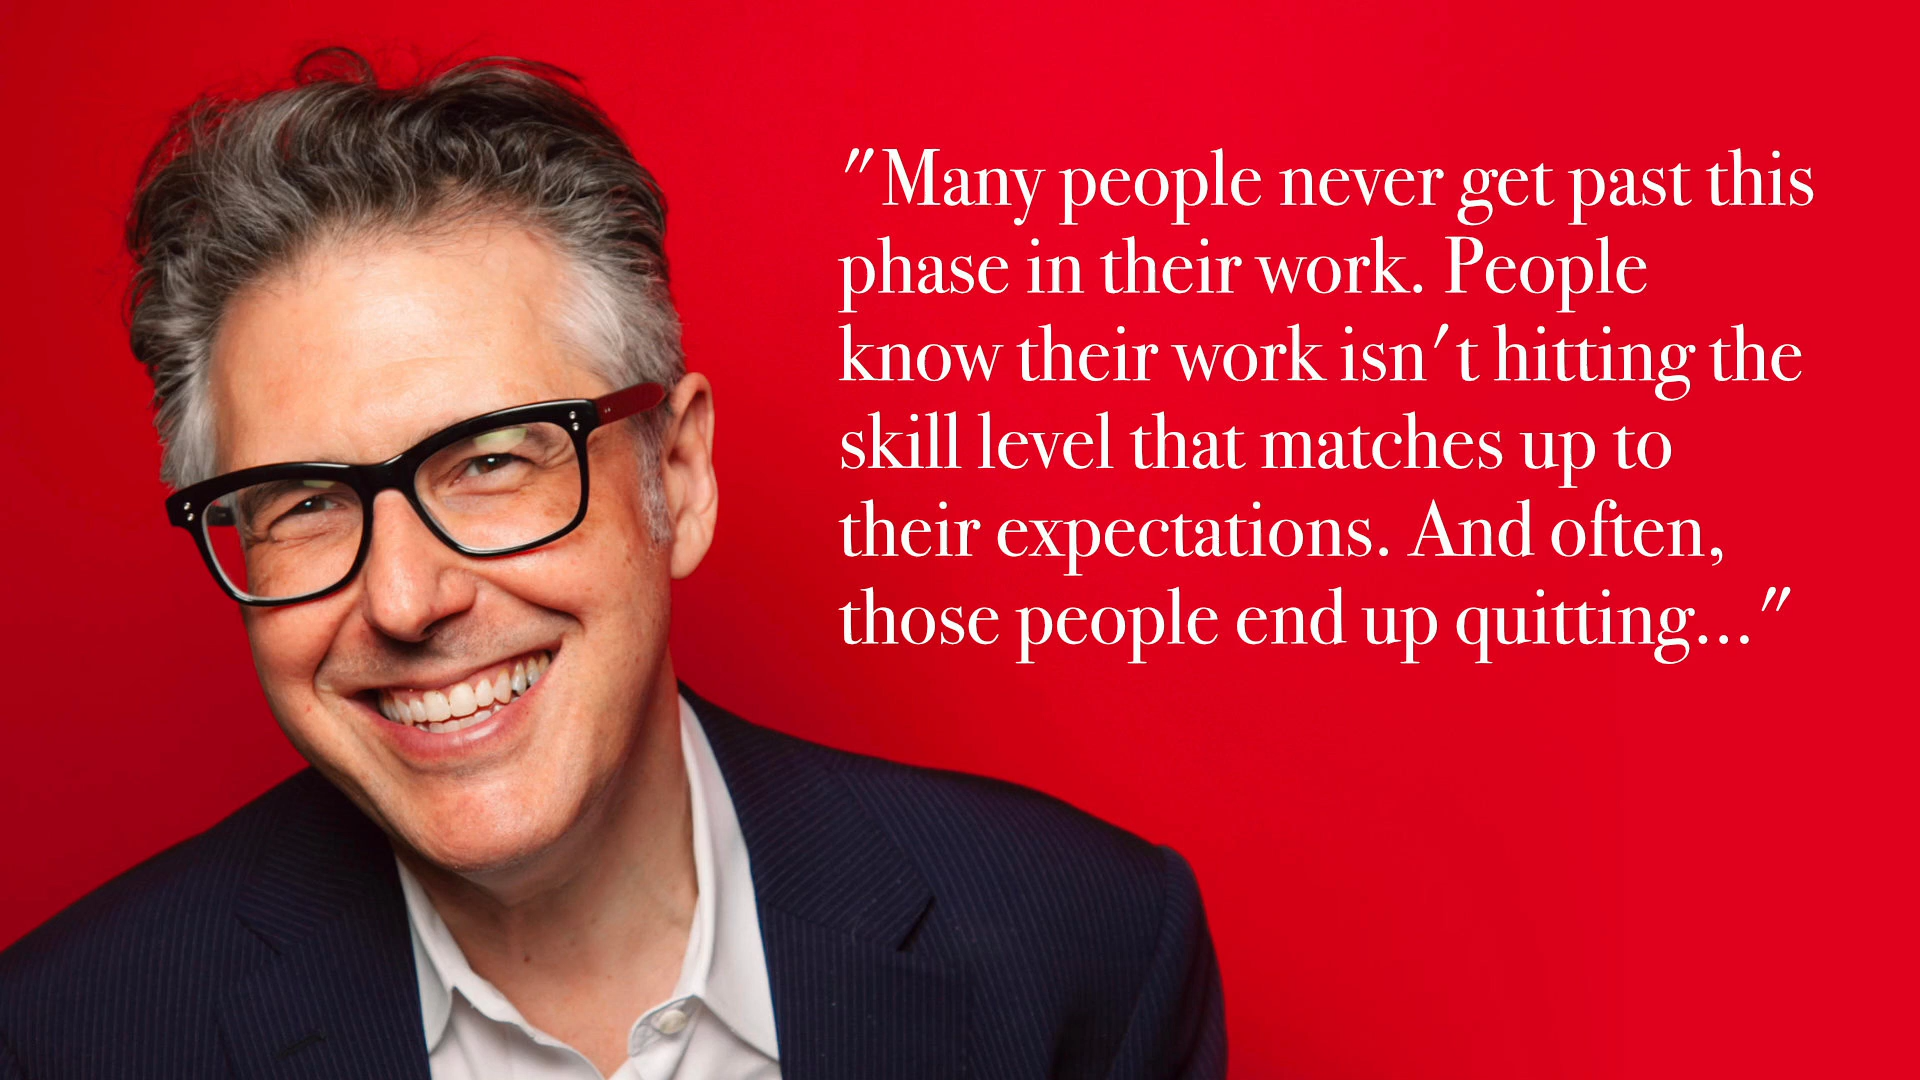 "Many people never get past this
phase in their work. People
know their work isn't hitting the
skill level that matches up to
their expectations. And often,
those people end up quitting..."